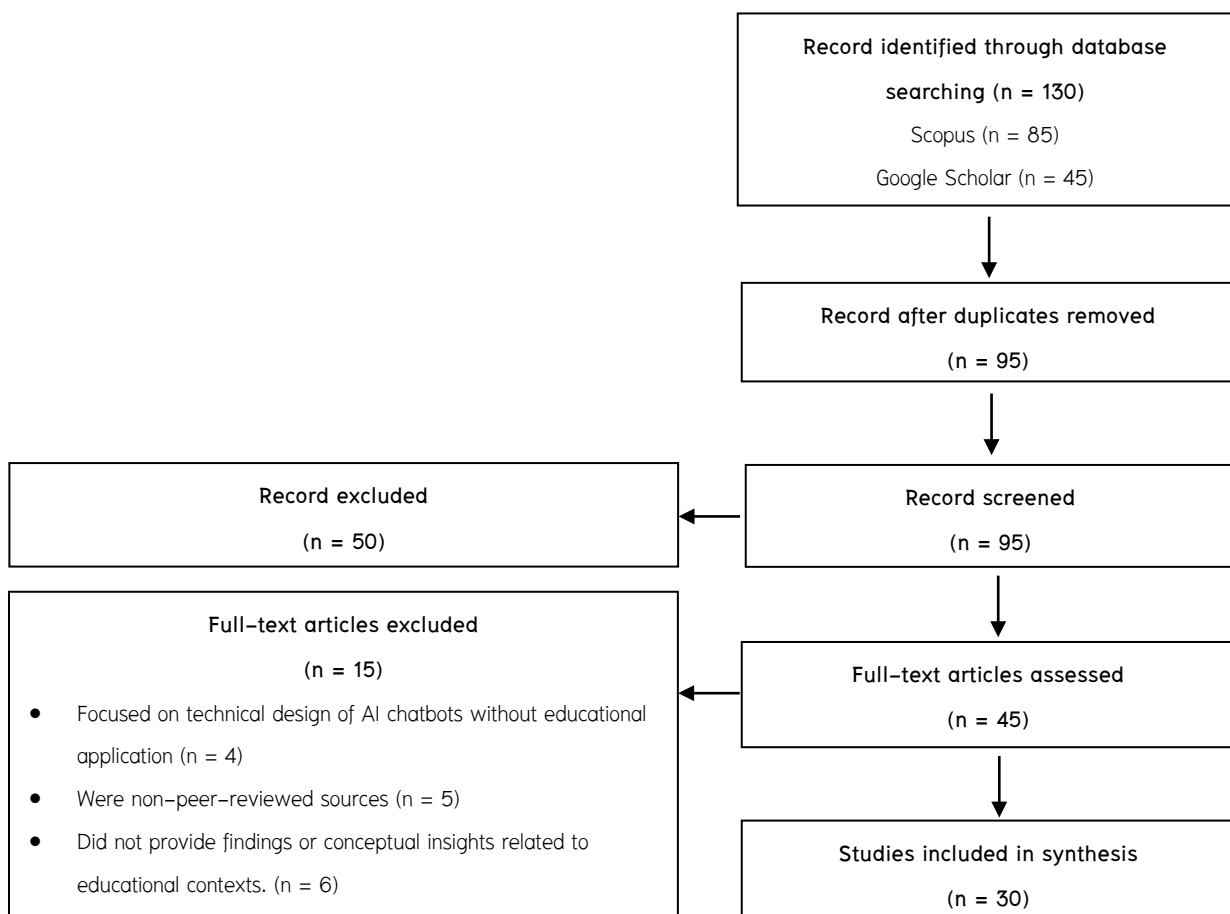 Record identified through database
searching (n = 130)
Scopus (n = 85)
Google Scholar (n = 45)
Record after duplicates removed
(n = 95)
Record screened
(n = 95)
Record excluded
(n = 50)
Full-text articles assessed
(n = 45)
Full-text articles excluded
(n = 15)
● Focused on technical design of AI chatbots without educational
application (n = 4)
● Were non-peer-reviewed sources (n = 5)
● Did not provide findings or conceptual insights related to
educational contexts. (n = 6)
Studies included in synthesis
(n = 30)